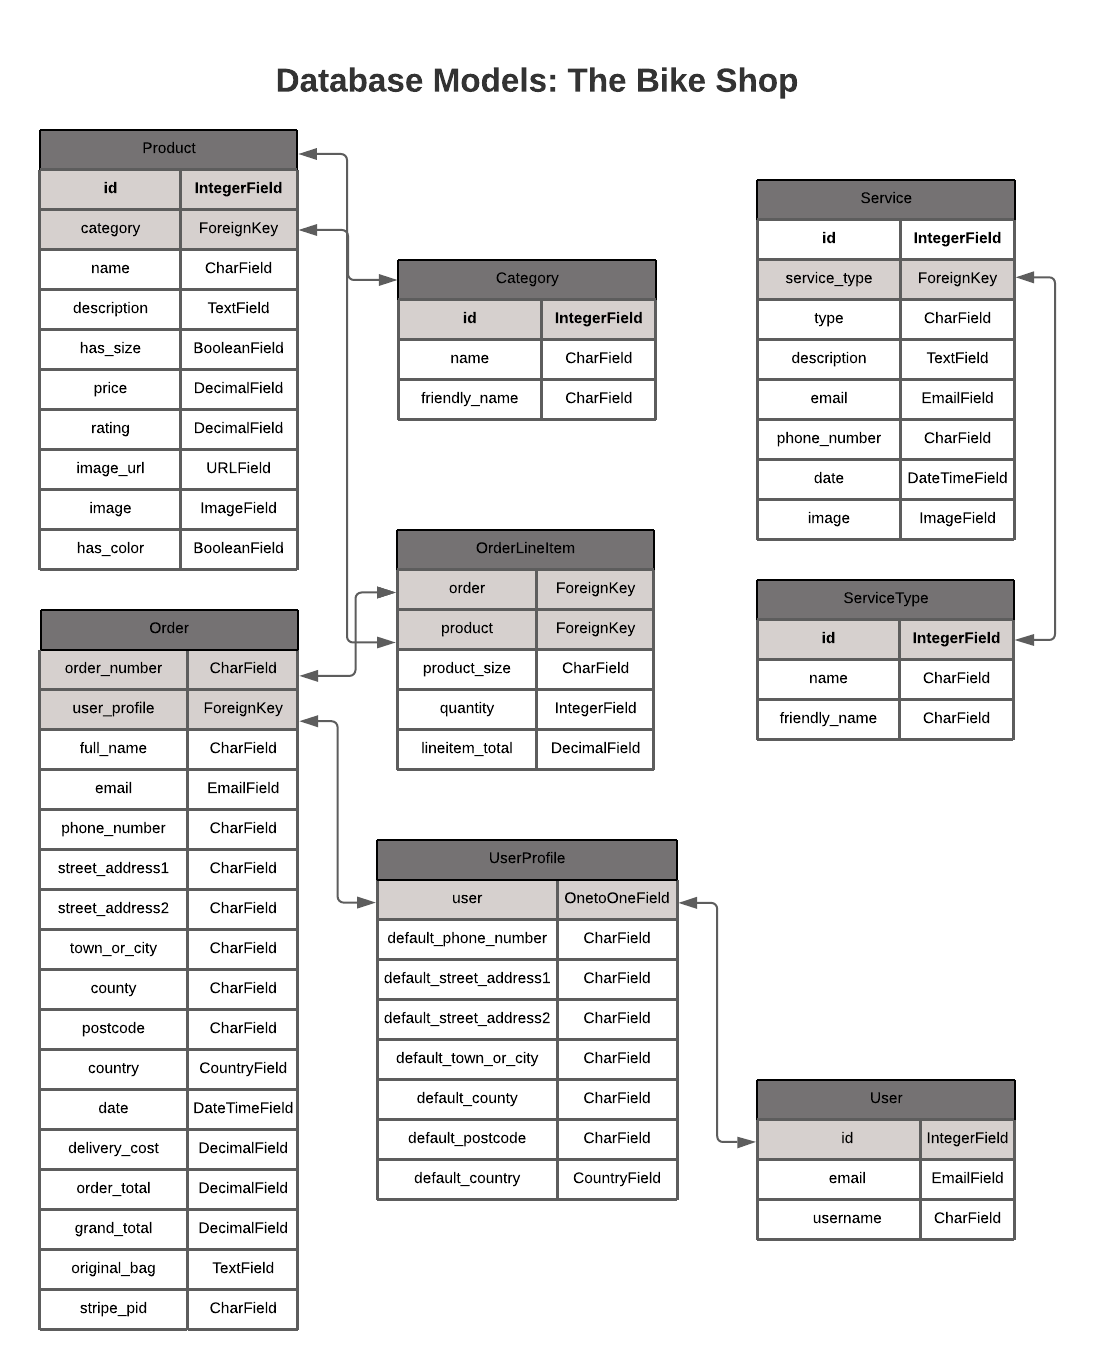 Database Models: The Bike Shop
Product
id IntegerField
category ForeignKey
name CharField
description TextField
has_size BooleanField
price DecimalField
rating DecimalField
image_url URLField
image ImageField
has_color BooleanField
Category
id IntegerField
name CharField
friendly_name CharField
Service
id IntegerField
service_type ForeignKey
type CharField
description TextField
email EmailField
phone_number CharField
date DateTimeField
image ImageField
OrderLineItem
order ForeignKey
product ForeignKey
product_size CharField
quantity IntegerField
lineitem_total DecimalField
ServiceType
id IntegerField
name CharField
friendly_name CharField
Order
order_number CharField
user_profile ForeignKey
full_name CharField
email EmailField
phone_number CharField
street_address1 CharField
street_address2 CharField
town_or_city CharField
county CharField
postcode CharField
country CountryField
date DateTimeField
delivery_cost DecimalField
order_total DecimalField
grand_total DecimalField
original_bag TextField
stripe_pid CharField
UserProfile
user OnetoOneField
default_phone_number CharField
default_street_address1 CharField
default_street_address2 CharField
default_town_or_city CharField
default_county CharField
default_postcode CharField
default_country CountryField
User
id IntegerField
email EmailField
username CharField